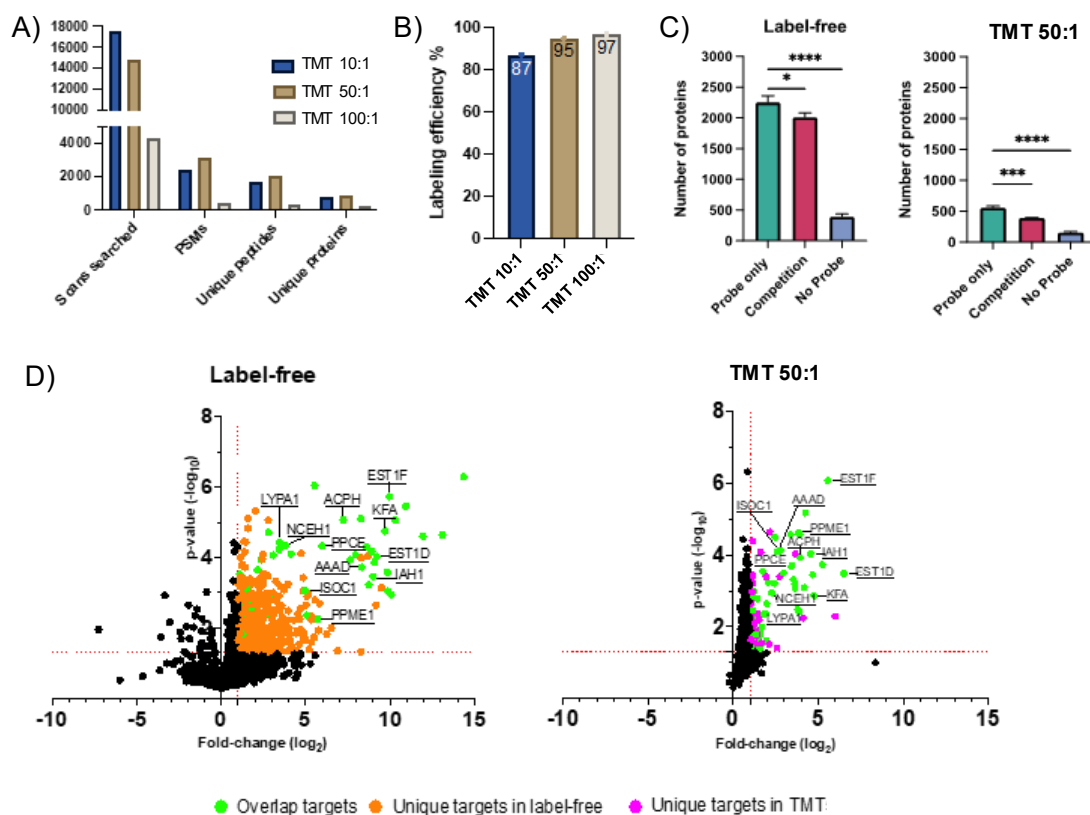 A)
18000
16000
14000
12000
10000
4000
2000
0
Scans searched
PSMs
Unique peptides
Unique proteins
TMT 10:1
TMT 50:1
TMT 100:1
B)
Labeling efficiency %
100
80
60
40
20
0
87
95
97
TMT 10:1
TMT 50:1
TMT 100:1
C)
Label-free
Number of proteins
3000
2500
2000
1500
1000
500
0
****
*
Probe only
Competition
No Probe
TMT 50:1
Number of proteins
3000
2500
2000
1500
1000
500
0
****
***
Probe only
Competition
No Probe
D)
Label-free
p-value (-log10)
8
6
4
2
EST1F
LYPA1
ACPH
KFA
NCEH1
PPCE
EST1D
AAAD
IAH1
ISOC1
PPME1
-10
-5
0
5
10
15
Fold-change (log2)
TMT 50:1
p-value (-log10)
8
6
4
2
EST1F
ISOC1
AAAD
PPME1
ACPH
PPCE
IAH1
EST1D
NCEH1
KFA
LYPA1
-10
-5
0
5
10
15
Fold-change (log2)
Overlap targets
Unique targets in label-free
Unique targets in TMT